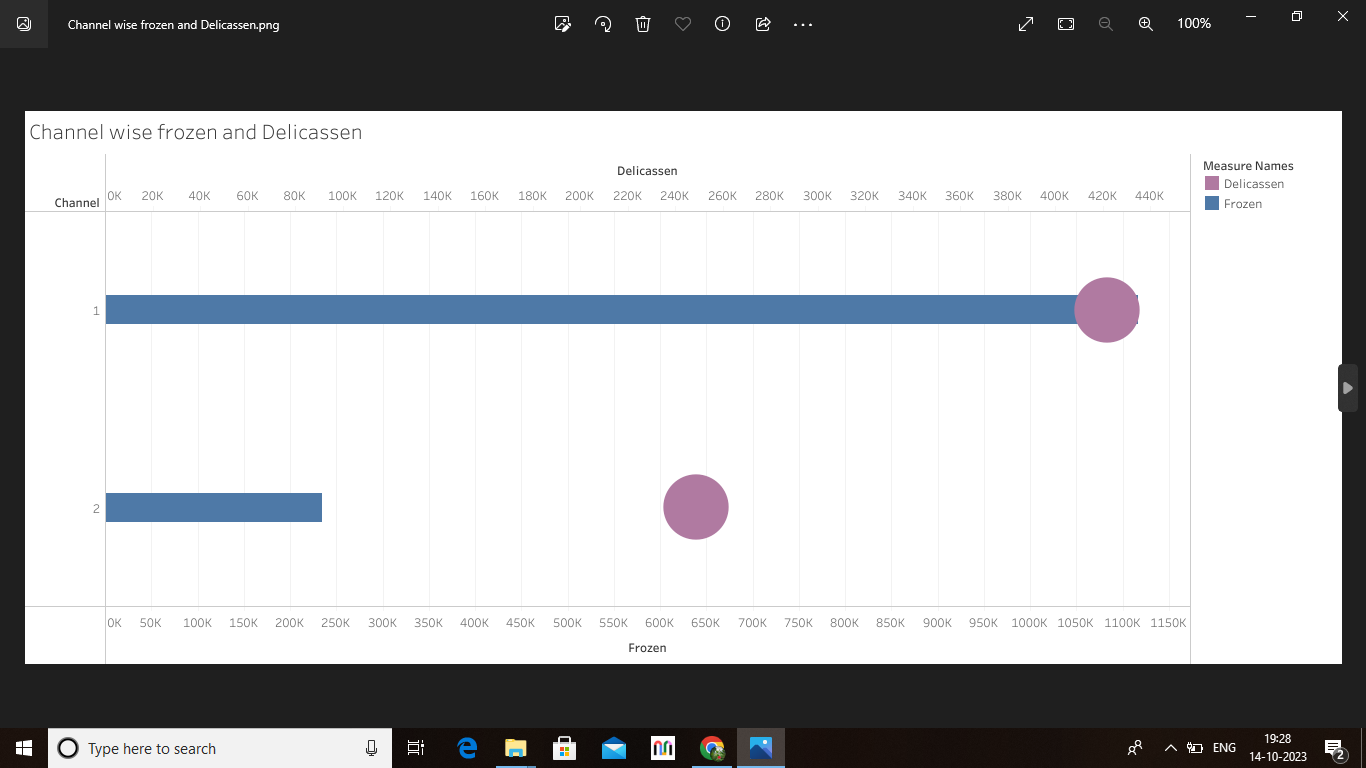 Channel wise frozen and Delicassen.png
100%
Channel wise frozen and Delicassen
Delicassen
Channel
0K 20K 40K 60K 80K 100K 120K 140K 160K 180K 200K 220K 240K 260K 280K 300K 320K 340K 360K 380K 400K 420K 440K
Measure Names
Delicassen
Frozen
1
2
0K 50K 100K 150K 200K 250K 300K 350K 400K 450K 500K 550K 600K 650K 700K 750K 800K 850K 900K 950K 1000K 1050K 1100K 1150K
Frozen
Type here to search
ENG
19:28
14-10-2023
2